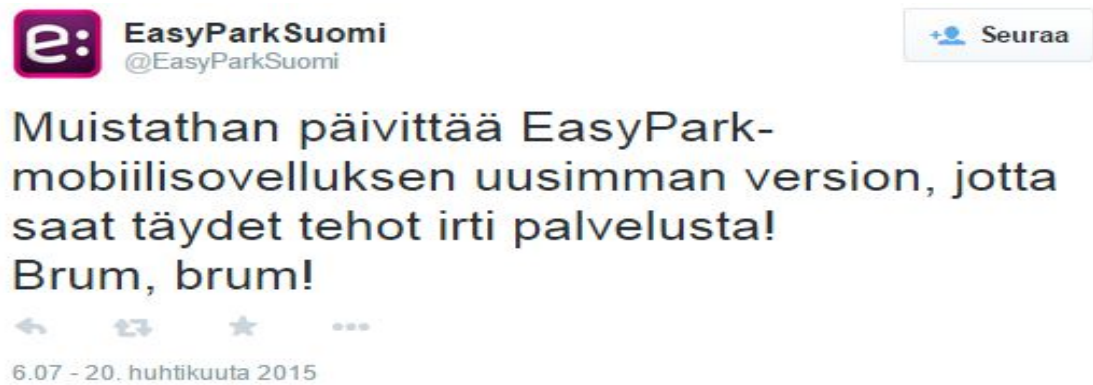 e:
EasyParkSuomi
@EasyParkSuomi
Seuraa
Muistathan päivittää EasyPark-
mobiilisovelluksen uusimman version, jotta
saat täydet tehot irti palvelusta!
Brum, brum!
6.07 - 20. huhtikuuta 2015